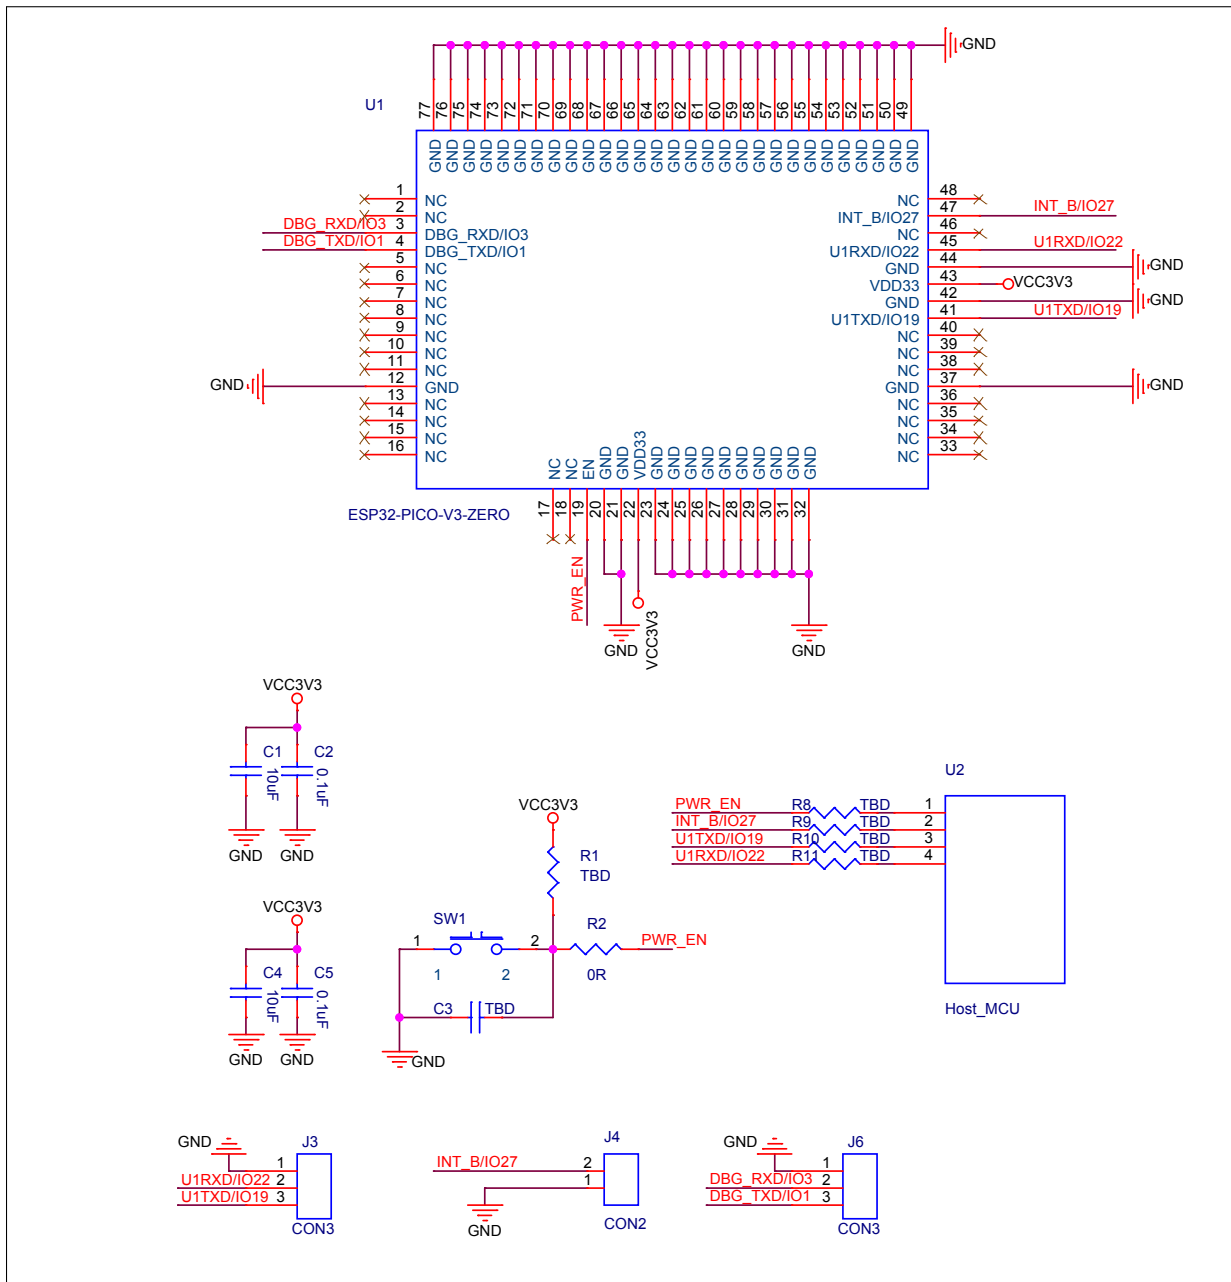 GND
77 76 75 74 73 72 71 70 69 68 67 66 65 64 63 62 61 60 59 58 57 56 55 54 53 52 51 50 49
U1
GND GND GND GND GND GND GND GND GND GND GND GND GND GND GND GND GND GND GND GND GND GND GND GND GND GND GND GND GND
1 NC
2 NC
DBG_RXD/IO3 3 DBG_RXD/IO3
DBG_TXD/IO1 4 DBG_TXD/IO1
5 NC
6 NC
7 NC
8 NC
9 NC
10 NC
11 NC
GND 12 GND
13 NC
14 NC
15 NC
16 NC
NC 48
INT_B/IO27 47 INT_B/IO27
NC 46
U1RXD/IO22 45 U1RXD/IO22
GND 44 GND
VDD33 43 VCC3V3
GND 42 GND
U1TXD/IO19 41 U1TXD/IO19
NC 40
NC 39
NC 38
GND 37 GND
NC 36
NC 35
NC 34
NC 33
NC NC EN GND GND VDD33 GND GND GND GND GND GND GND GND GND GND
17 18 19 20 21 22 23 24 25 26 27 28 29 30 31 32
ESP32-PICO-V3-ZERO
PWR_EN
GND
VCC3V3
GND
VCC3V3
C1 10uF
C2 0.1uF
GND GND
VCC3V3
C4 10uF
C5 0.1uF
GND GND
VCC3V3
R1
TBD
SW1
1 2
1 2
R2
0R
PWR_EN
C3 TBD
GND
U2
PWR_EN R8 TBD 1
INT_B/IO27 R9 TBD 2
U1TXD/IO19 R10 TBD 3
U1RXD/IO22 R11 TBD 4
Host_MCU
GND
J3
1
U1RXD/IO22 2
U1TXD/IO19 3
CON3
J4
INT_B/IO27 2
1
GND
CON2
GND
J6
1
DBG_RXD/IO3 2
DBG_TXD/IO1 3
CON3